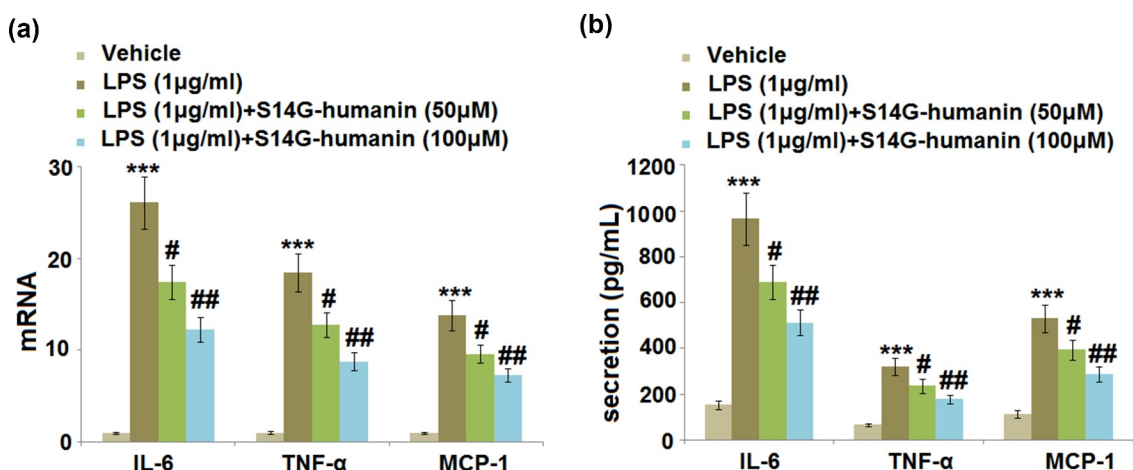 (a)
Vehicle
LPS (1µg/ml)
LPS (1µg/ml)+S14G-humanin (50µM)
LPS (1µg/ml)+S14G-humanin (100µM)
mRNA
30
20
10
0
***
#
##
***
#
##
***
#
##
IL-6 TNF-α MCP-1
(b)
Vehicle
LPS (1µg/ml)
LPS (1µg/ml)+S14G-humanin (50µM)
LPS (1µg/ml)+S14G-humanin (100µM)
secretion (pg/mL)
1200
1000
800
600
400
200
0
***
#
##
***
#
##
***
#
##
IL-6 TNF-α MCP-1